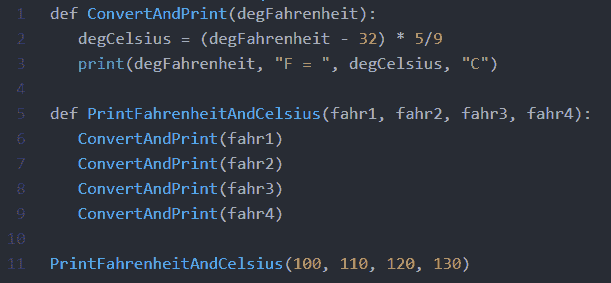 1 def ConvertAndPrint(degFahrenheit):
2    degCelsius = (degFahrenheit - 32) * 5/9
3    print(degFahrenheit, "F = ", degCelsius, "C")
4
5 def PrintFahrenheitAndCelsius(fahr1, fahr2, fahr3, fahr4):
6    ConvertAndPrint(fahr1)
7    ConvertAndPrint(fahr2)
8    ConvertAndPrint(fahr3)
9    ConvertAndPrint(fahr4)
10
11 PrintFahrenheitAndCelsius(100, 110, 120, 130)